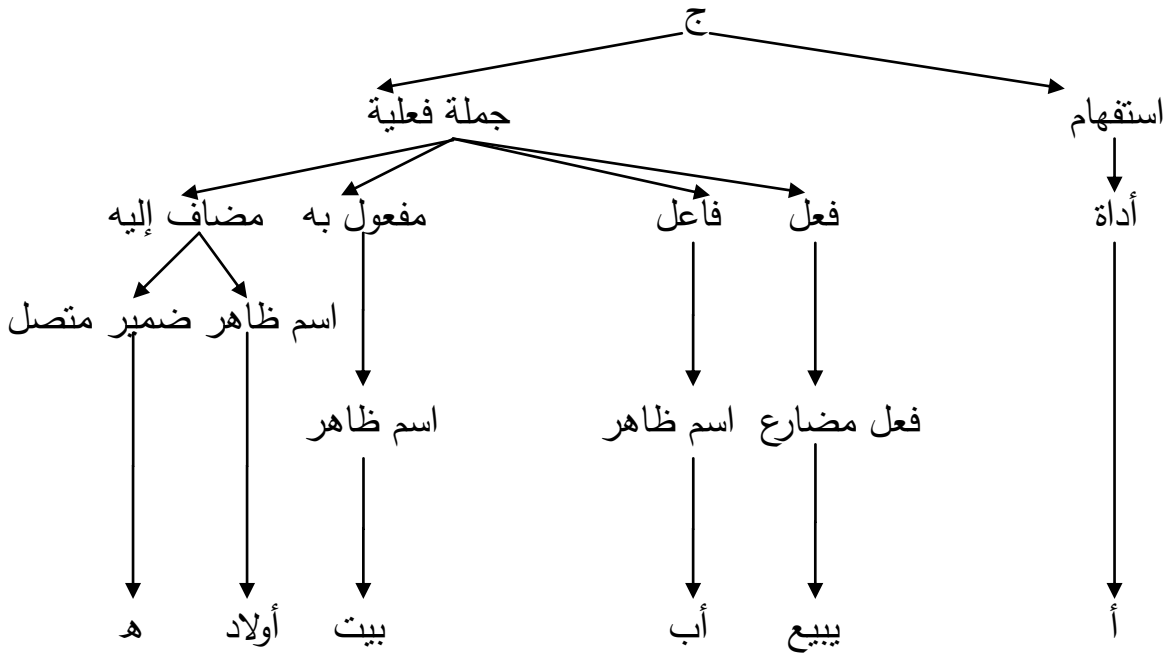 ج
استفهام جملة فعلية
أداة فعل فاعل مفعول به مضاف إليه
اسم ظاهر ضمير متصل
فعل مضارع اسم ظاهر اسم ظاهر
أ يبيع أب بيت أولاد ه